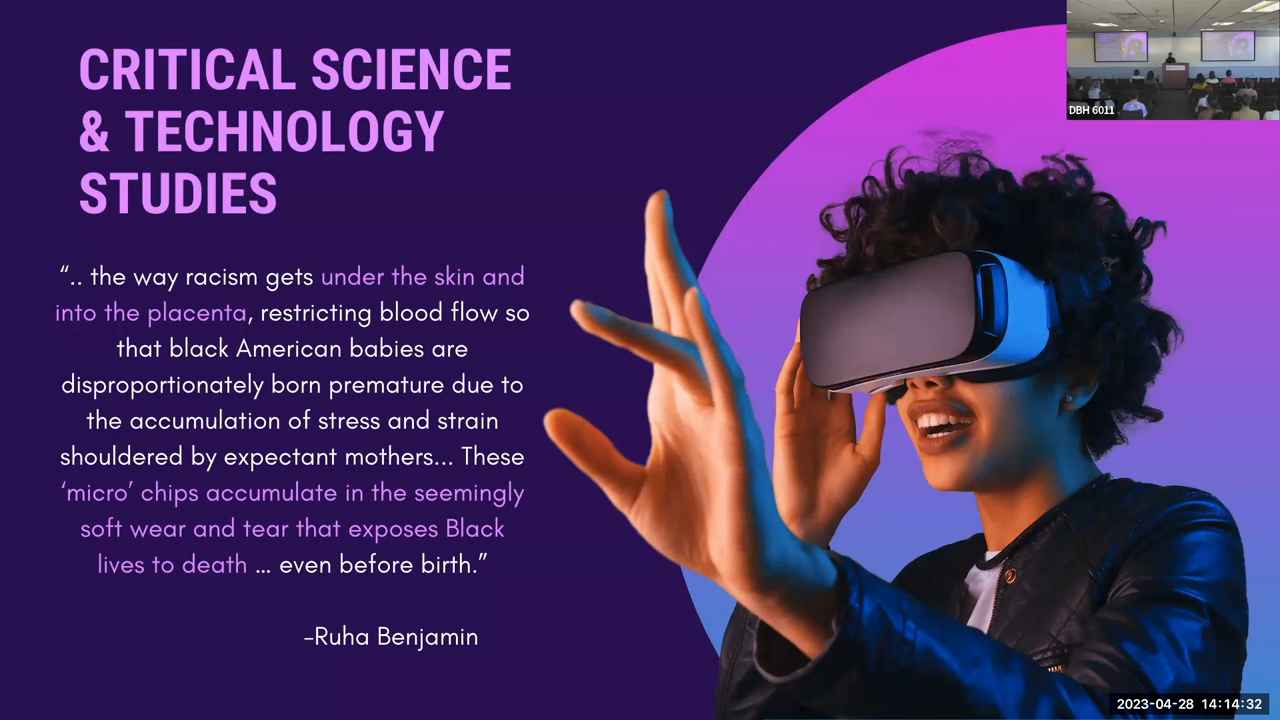 CRITICAL SCIENCE
& TECHNOLOGY
STUDIES
“.. the way racism gets under the skin and
into the placenta, restricting blood flow so
that black American babies are
disproportionately born premature due to
the accumulation of stress and strain
shouldered by expectant mothers... These
‘micro’ chips accumulate in the seemingly
soft wear and tear that exposes Black
lives to death ... even before birth.”
–Ruha Benjamin
DBH 6011
2023-04-28 14:14:32